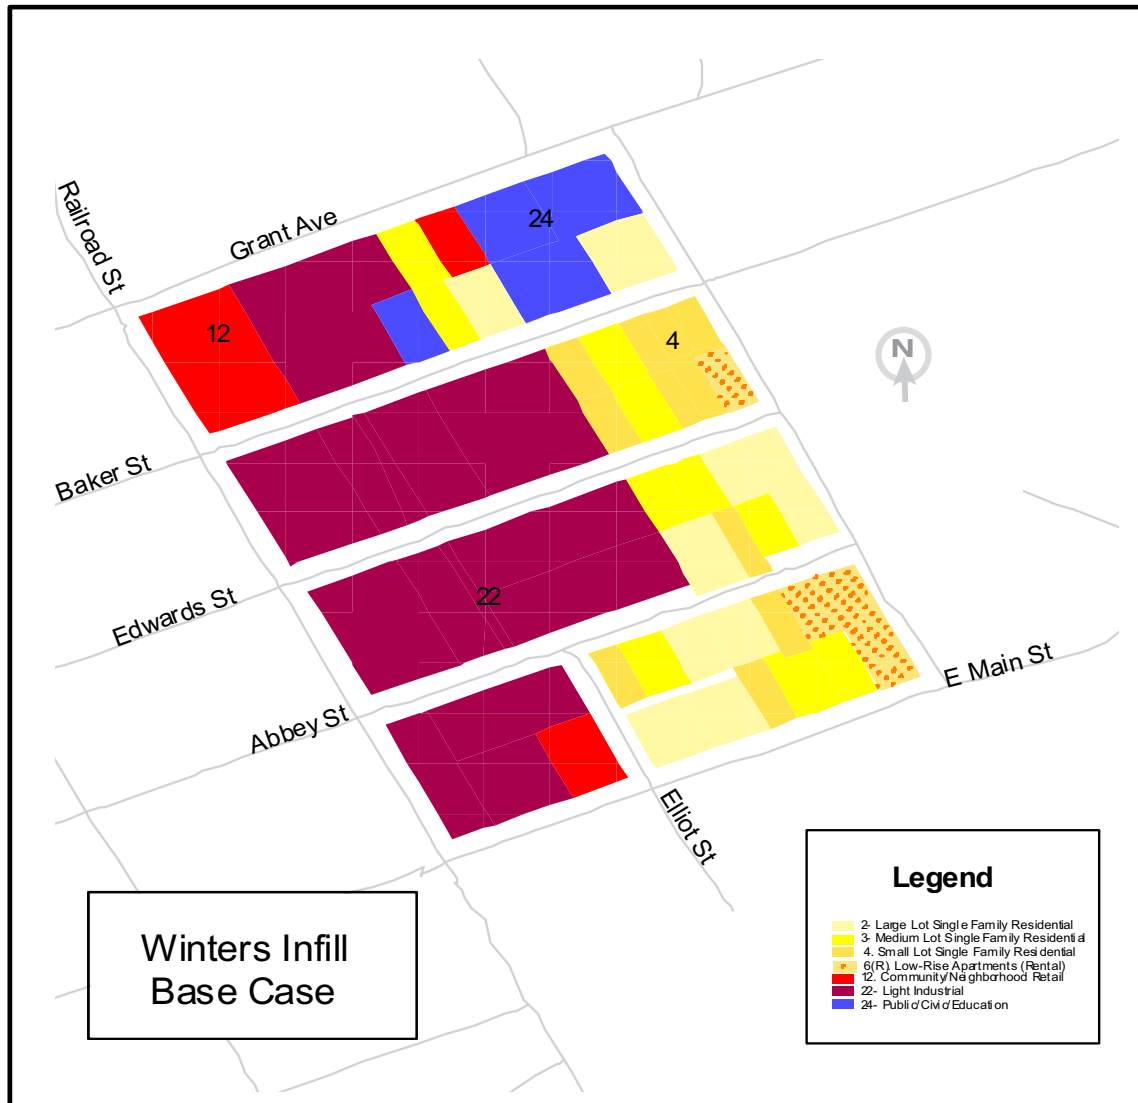 Railroad St
Grant Ave
24
12
4
N
Baker St
Edwards St
22
Abbey St
E Main St
Elliot St
Winters Infill
Base Case
Legend
2- Large Lot Single Family Residential
3- Medium Lot Single Family Residential
4. Small Lot Single Family Residential
6(R). Low-Rise Apartments (Rental)
12. Community/Neighborhood Retail
22- Light Industrial
24- Public/Civic/Education